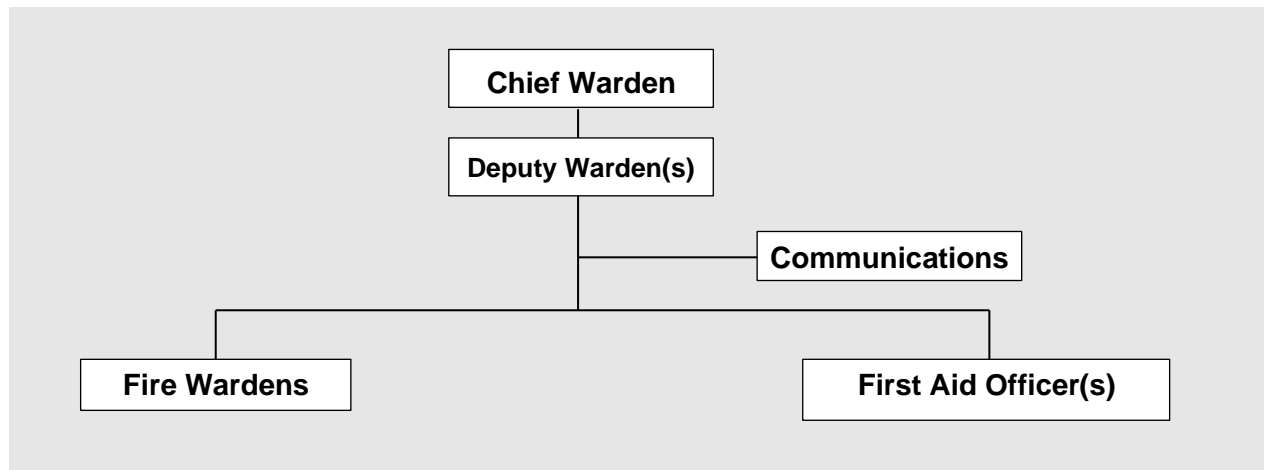 Chief Warden
Deputy Warden(s)
Communications
Fire Wardens
First Aid Officer(s)